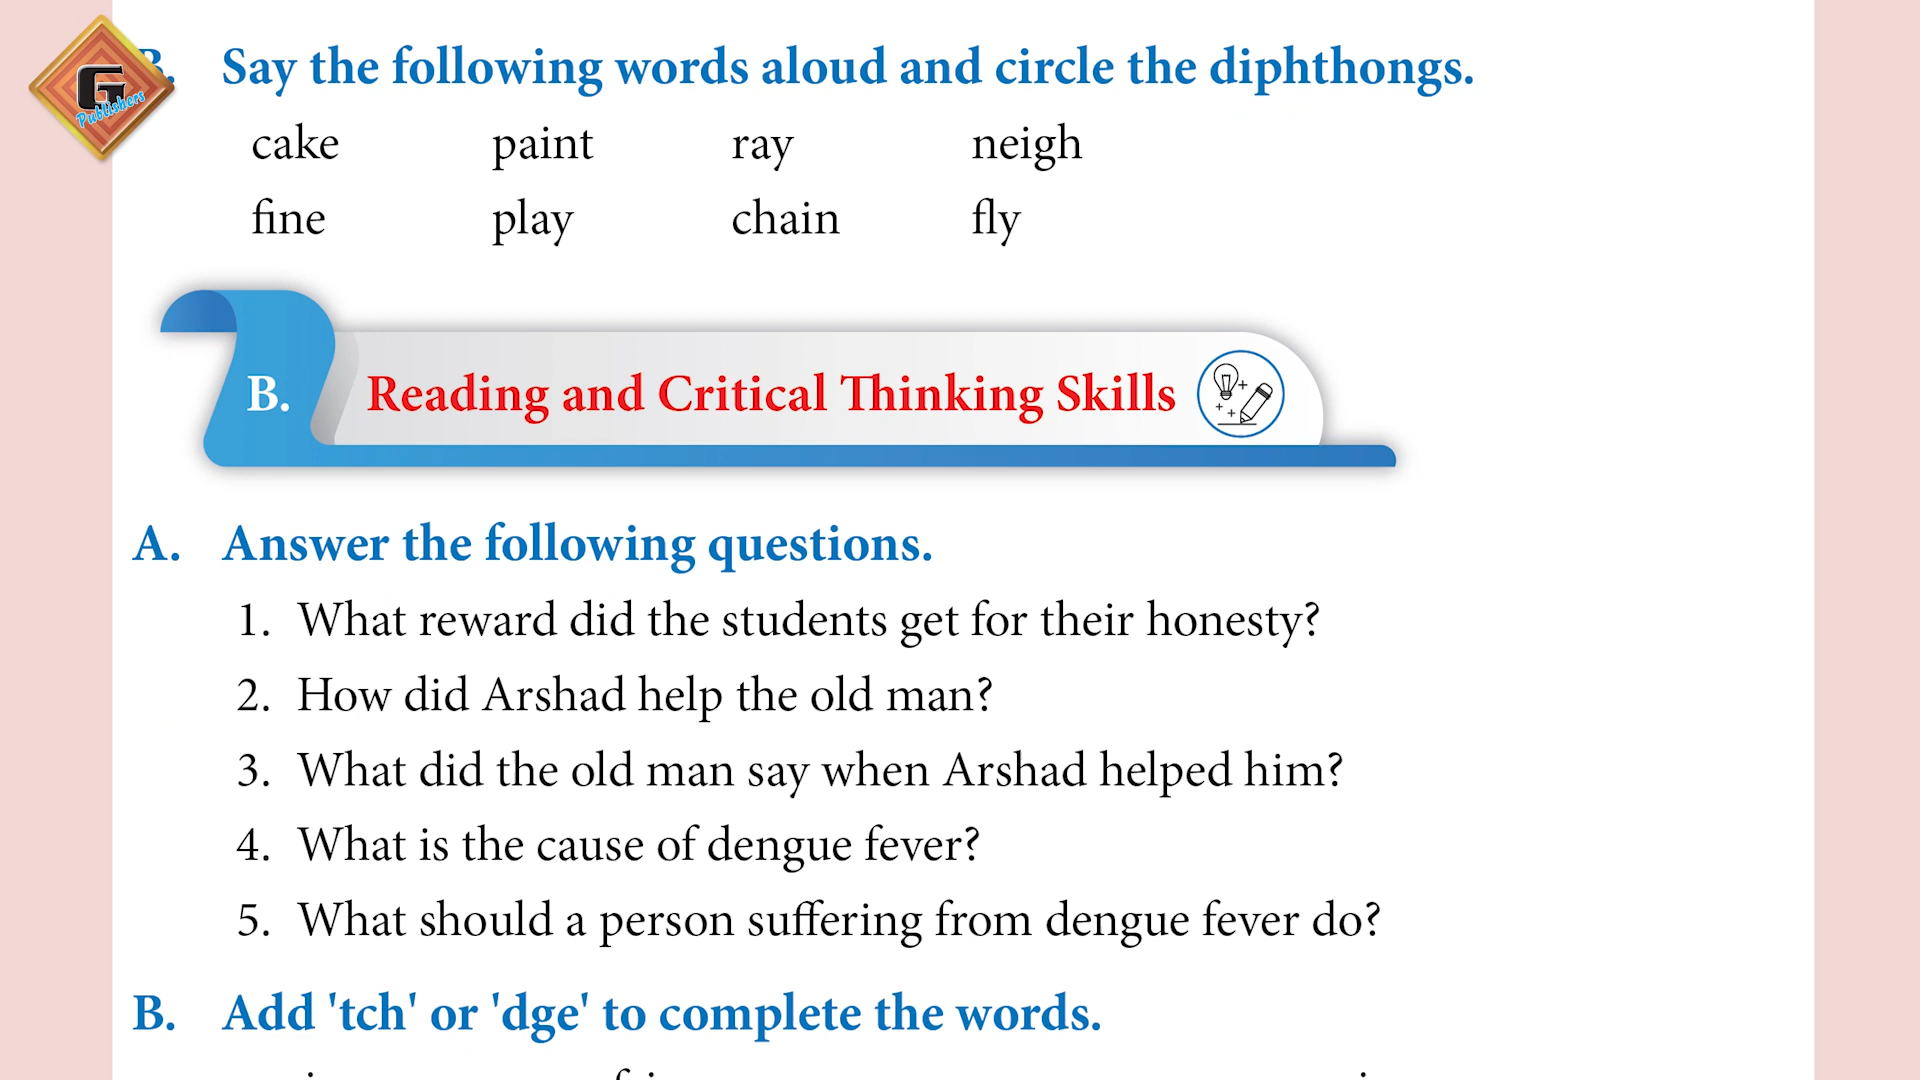 G
Publishers
B. Say the following words aloud and circle the diphthongs.
cake paint ray neigh
fine play chain fly
B. Reading and Critical Thinking Skills
A. Answer the following questions.
1. What reward did the students get for their honesty?
2. How did Arshad help the old man?
3. What did the old man say when Arshad helped him?
4. What is the cause of dengue fever?
5. What should a person suffering from dengue fever do?
B. Add 'tch' or 'dge' to complete the words.